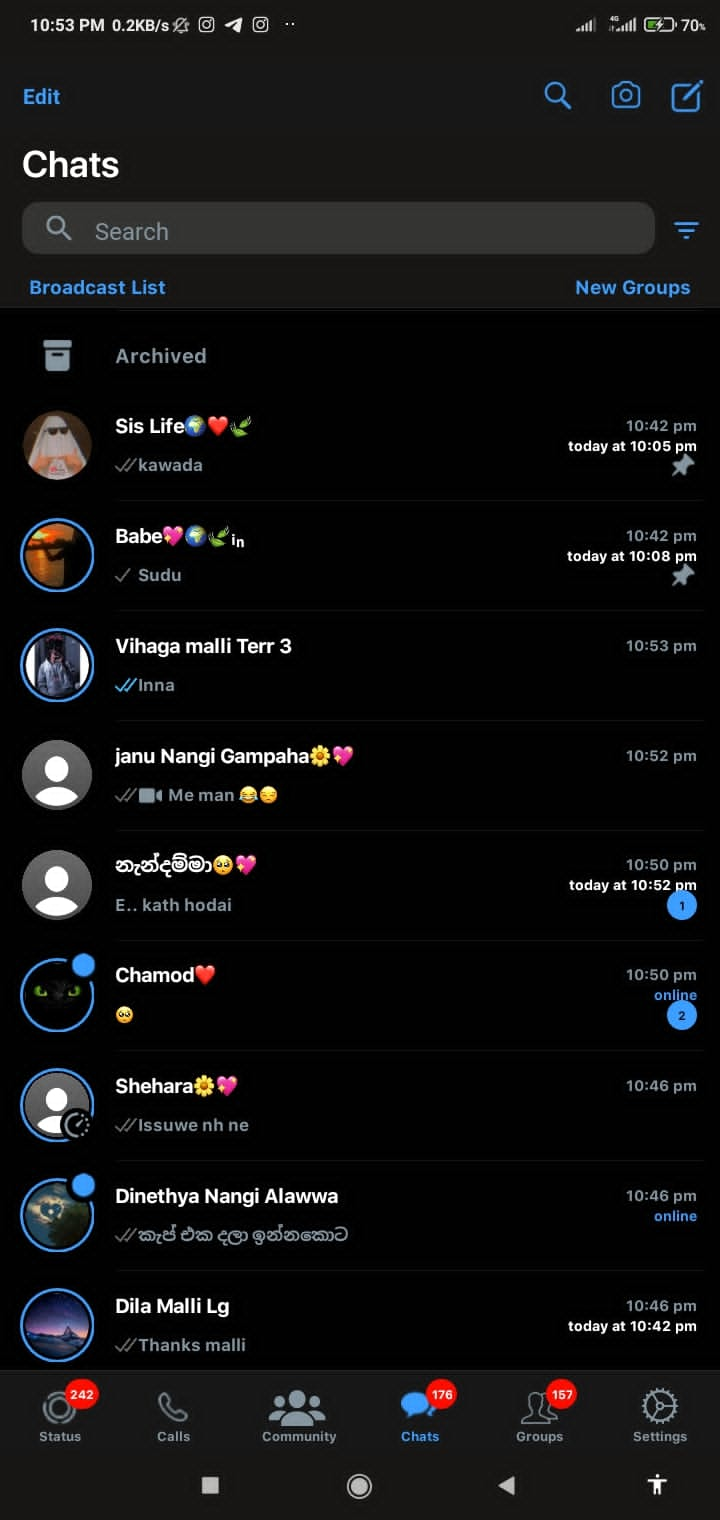 10:53 PM 0.2KB/s 4G 70%
Edit
Chats
Search
Broadcast List New Groups
Archived
Sis Life🌍❤️🌿 10:42 pm
today at 10:05 pm
kawada
Babe💖🌍🌿in 10:42 pm
today at 10:08 pm
Sudu
Vihaga malli Terr 3 10:53 pm
Inna
janu Nangi Gampaha🌼💖 10:52 pm
Me man 😂😔
නැන්දම්මා🥺💖 10:50 pm
today at 10:52 pm
E.. kath hodai 1
Chamod❤️ 10:50 pm
online
🥺 2
Shehara🌼💖 10:46 pm
Issuwe nh ne
Dinethya Nangi Alawwa 10:46 pm
online
කැප් එක දලා ඉන්නකොට
Dila Malli Lg 10:46 pm
today at 10:42 pm
Thanks malli
242 176 157
Status Calls Community Chats Groups Settings